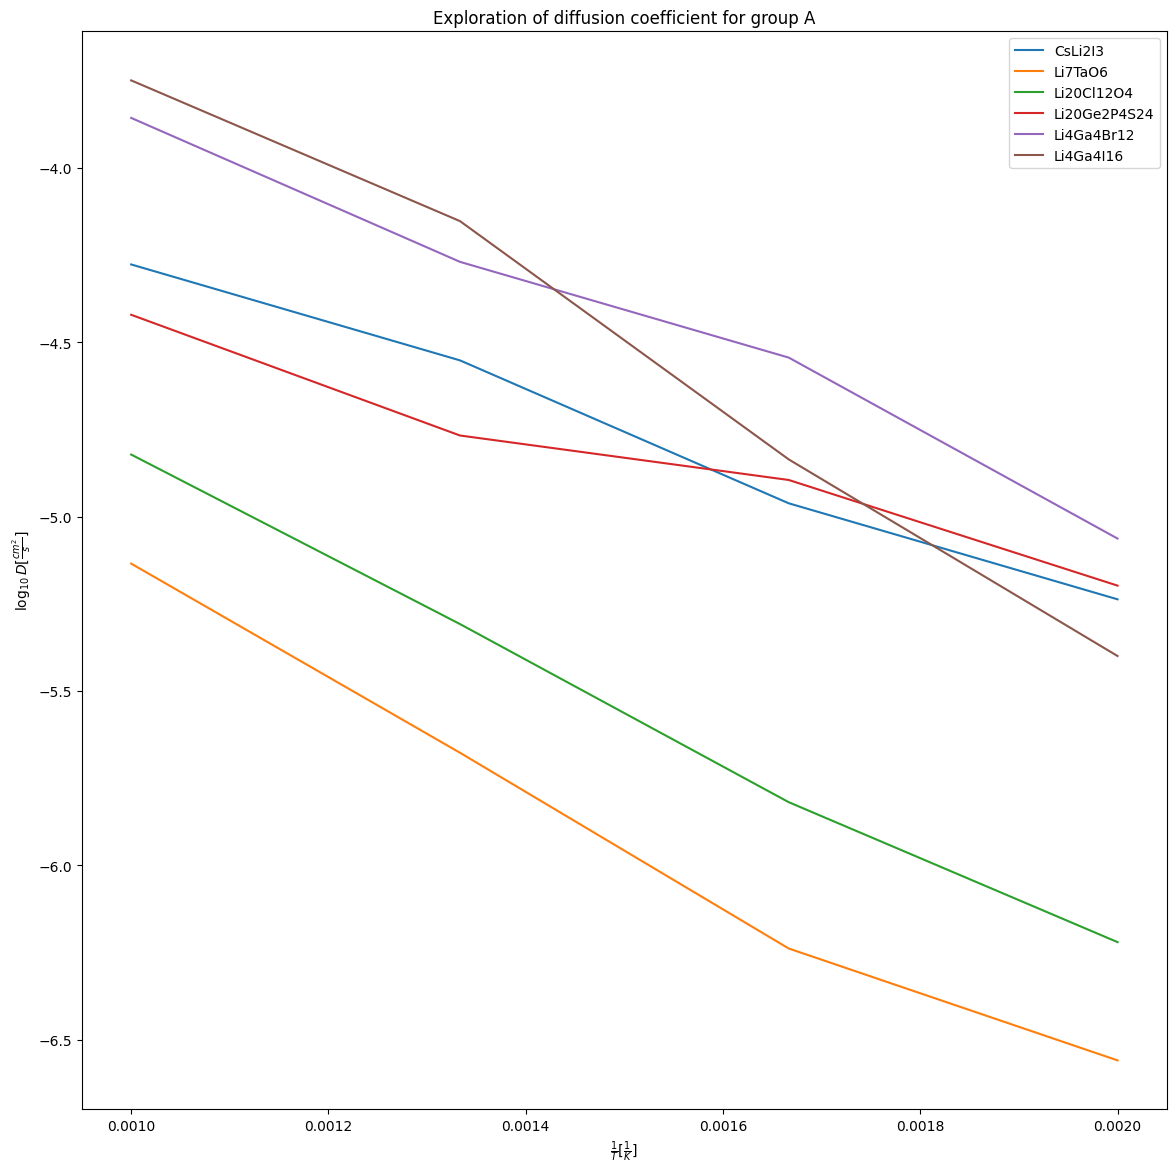 Exploration of diffusion coefficient for group A
CsLi2I3
Li7TaO6
Li20Cl12O4
Li20Ge2P4S24
Li4Ga4Br12
Li4Ga4I16
−4.0
−4.5
−5.0
−5.5
−6.0
−6.5
log₁₀ D[cm²/s]
0.0010 0.0012 0.0014 0.0016 0.0018 0.0020
1/T[1/K]